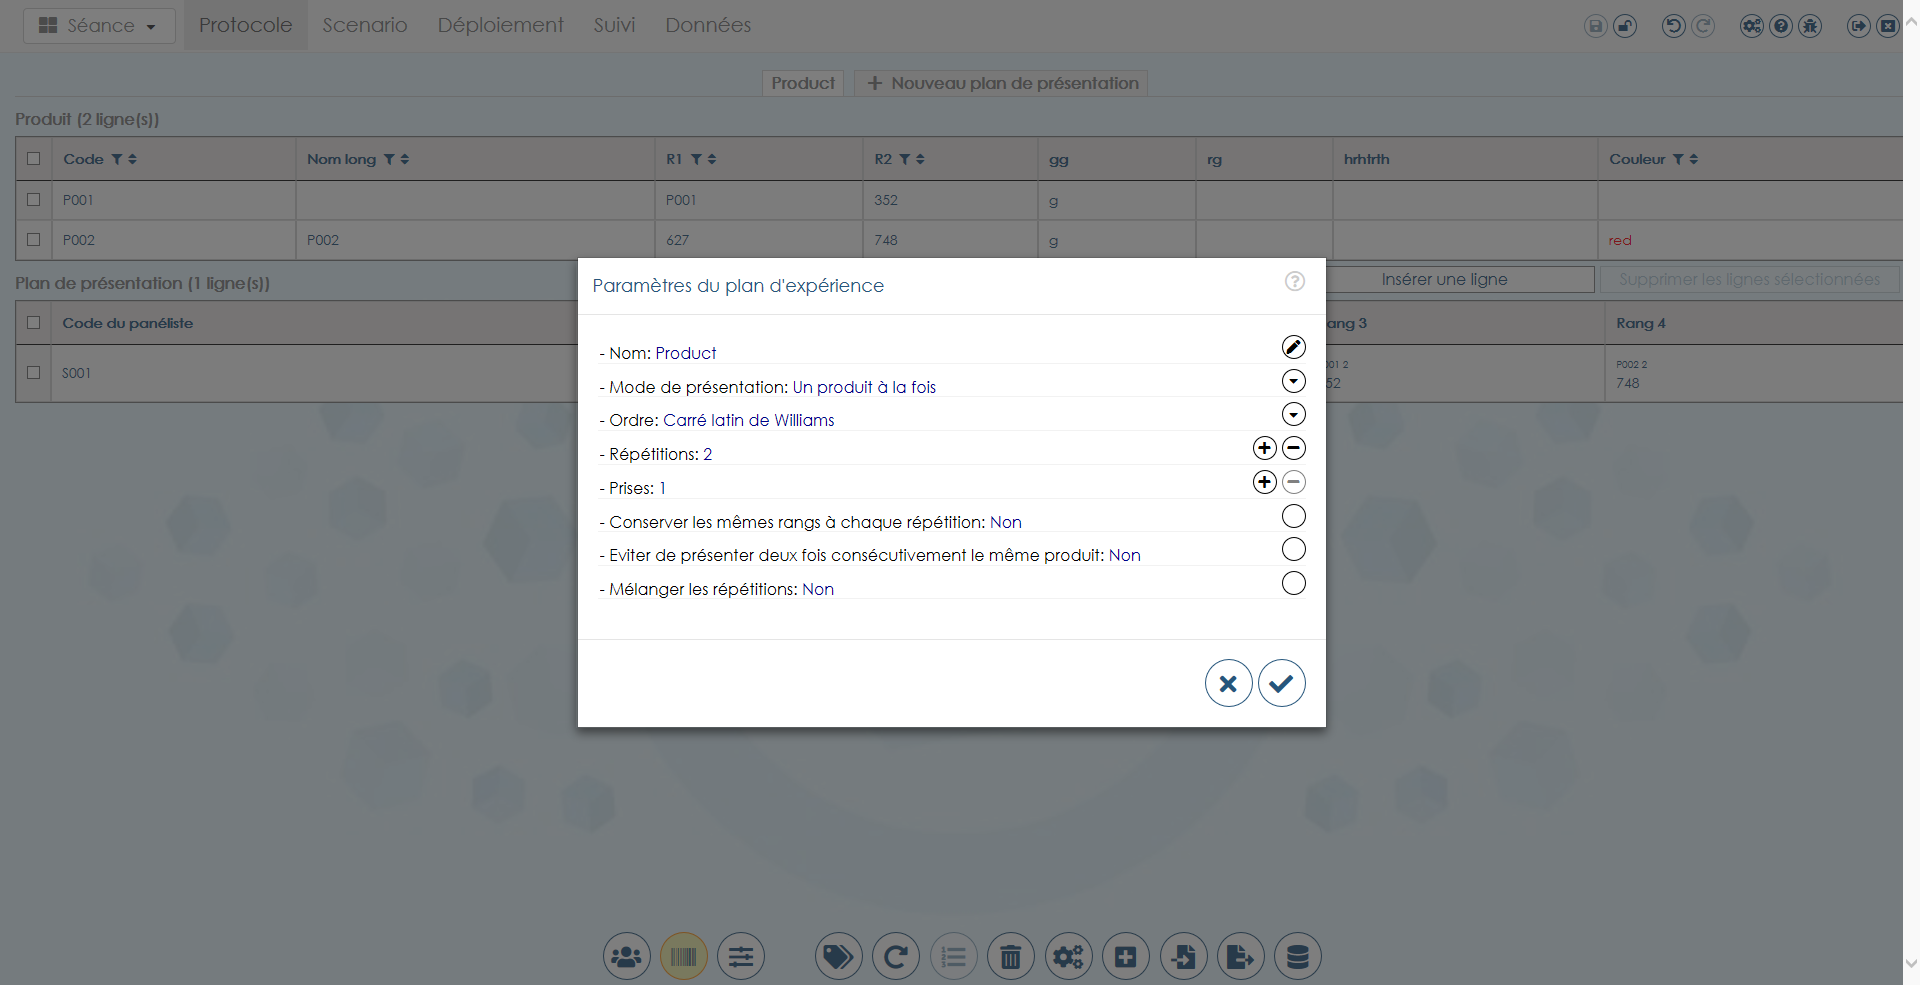 Séance Protocole Scenario Déploiement Suivi Données
Product + Nouveau plan de présentation
Produit (2 ligne(s))
Code Nom long R1 R2 gg rg hrhtrth Couleur
P001 P001 352 g
P002 P002 627 748 g red
Plan de présentation (1 ligne(s)) Insérer une ligne Supprimer les lignes sélectionnées
Code du panéliste ang 3 Rang 4
S001 01 2 P002 2
52 748
Paramètres du plan d'expérience
- Nom: Product
- Mode de présentation: Un produit à la fois
- Ordre: Carré latin de Williams
- Répétitions: 2
- Prises: 1
- Conserver les mêmes rangs à chaque répétition: Non
- Eviter de présenter deux fois consécutivement le même produit: Non
- Mélanger les répétitions: Non